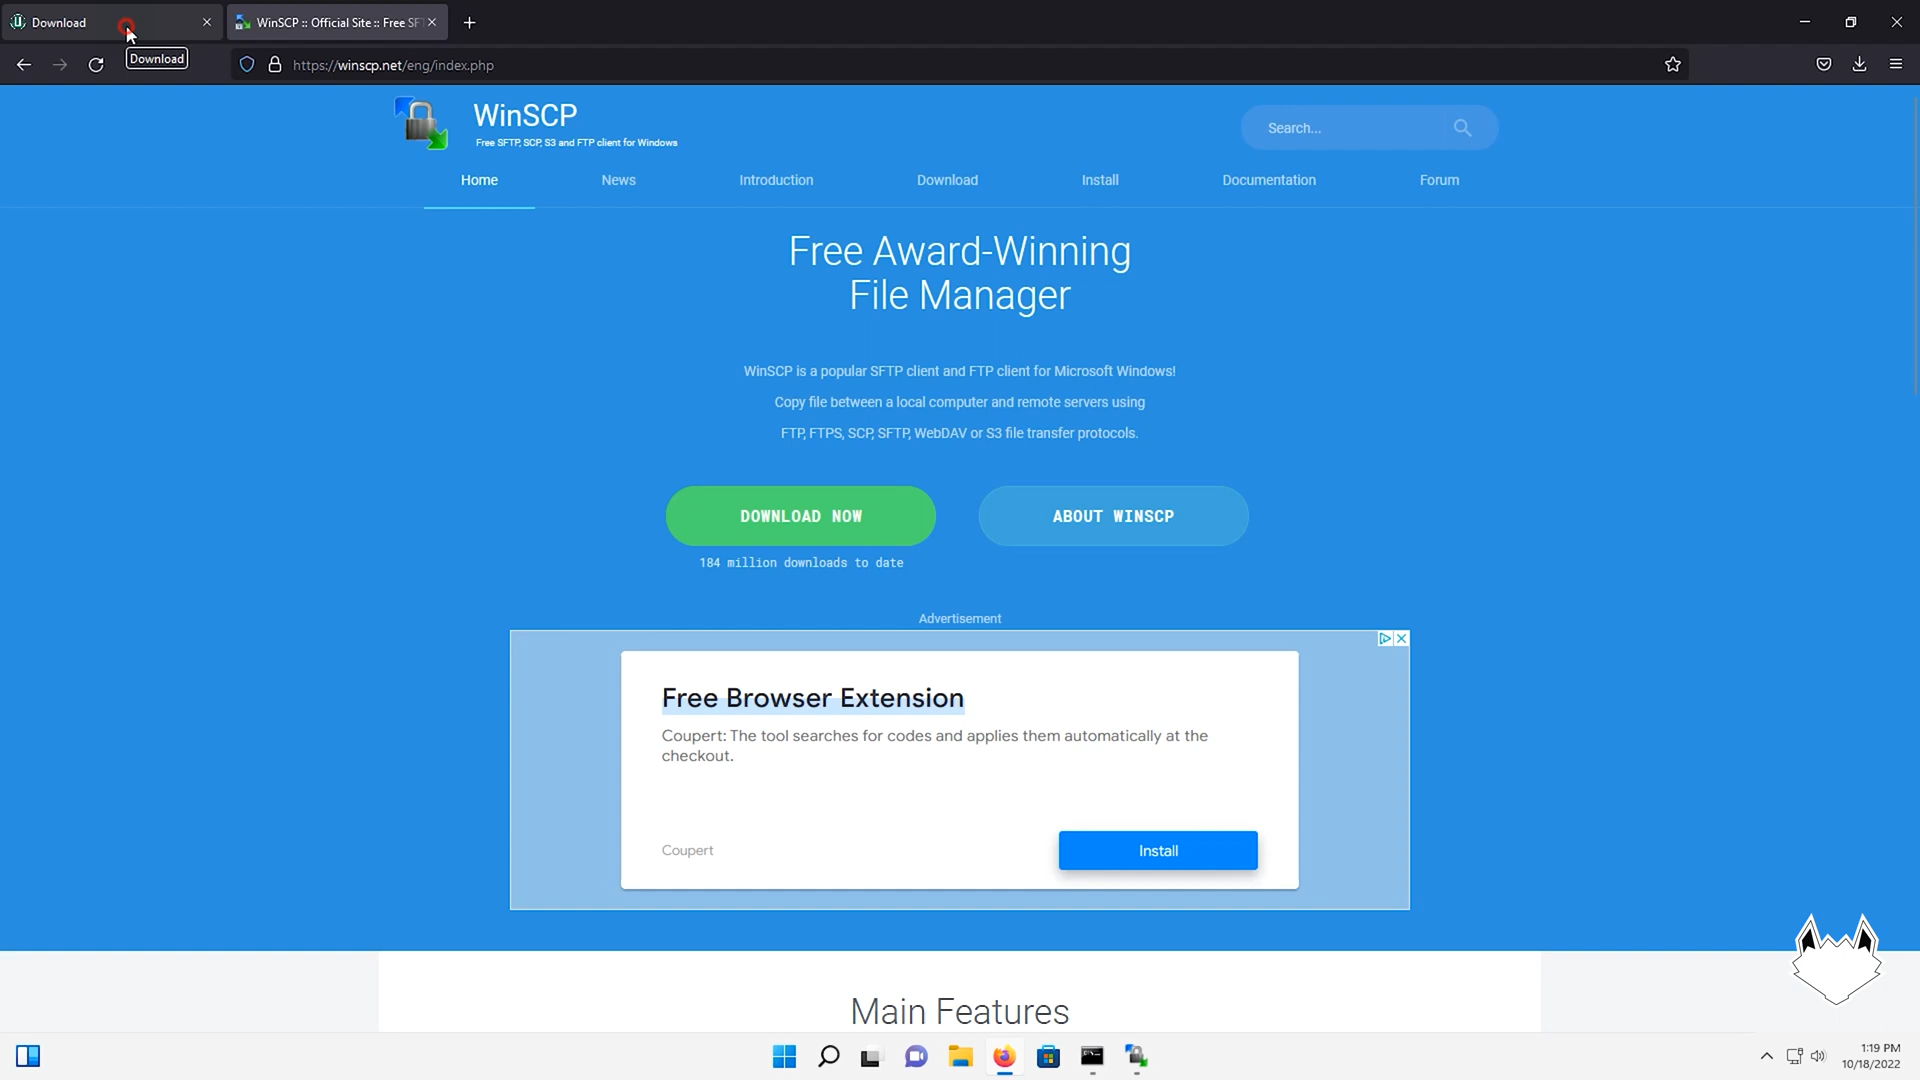 Download
WinSCP :: Official Site :: Free SF
Download
https://winscp.net/eng/index.php
WinSCP
Free SFTP, SCP, S3 and FTP client for Windows
Search...
Home
News
Introduction
Download
Install
Documentation
Forum
Free Award-Winning
File Manager
WinSCP is a popular SFTP client and FTP client for Microsoft Windows!
Copy file between a local computer and remote servers using
FTP, FTPS, SCP, SFTP, WebDAV or S3 file transfer protocols.
DOWNLOAD NOW
ABOUT WINSCP
184 million downloads to date
Advertisement
Free Browser Extension
Coupert: The tool searches for codes and applies them automatically at the
checkout.
Coupert
Install
Main Features
1:19 PM
10/18/2022